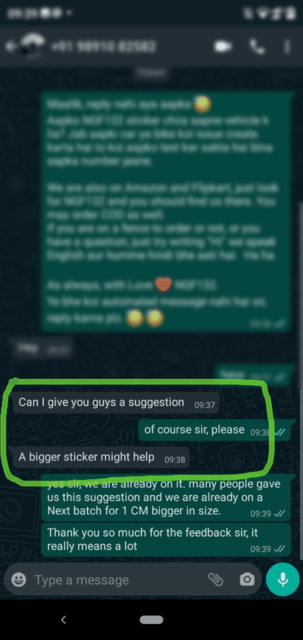 09:39
+91 98910 82582
Maalik, reply nahi aya aapka
Aapko NGF132 sticker chiia aapne vehicle k
lia? Jab aapki car ya bike koi issue create
karta hai to koi aapko text kar sakta hai bina
aapka number jaane.
We are also on Amazon and Flipkart, just look
for NGF132 and you should find us there. You
may order COD as well.
If you are on a fence to order or not, or you
have a question, just try writing "Hi" we speak
English aur humme hindi bhe aati hai. Ha ha.
As always, with Love 🤎 NGF132.
Ye bhe koi automated message nahi hai sir,
reply karna plz.
Hey
Can I give you guys a suggestion 09:37
of course sir, please 09:38
A bigger sticker might help 09:38
yes sir, we are already on it. many people gave
us this suggestion and we are already on a
Next batch for 1 CM bigger in size.
09:39
Thank you so much for the feedback sir, it
really means a lot 09:39
Type a message